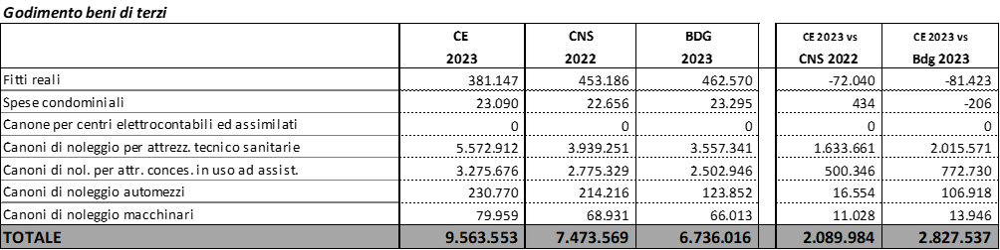 Godimento beni di terzi
CE 2023 CNS 2022 BDG 2023 CE 2023 vs CNS 2022 CE 2023 vs Bdg 2023
Fitti reali 381.147 453.186 462.570 -72.040 -81.423
Spese condominiali 23.090 22.656 23.295 434 -206
Canone per centri elettrocontabili ed assimilati 0 0 0 0 0
Canoni di noleggio per attrezz. tecnico sanitarie 5.572.912 3.939.251 3.557.341 1.633.661 2.015.571
Canoni di nol. per attr. conces. in uso ad assist. 3.275.676 2.775.329 2.502.946 500.346 772.730
Canoni di noleggio automezzi 230.770 214.216 123.852 16.554 106.918
Canoni di noleggio macchinari 79.959 68.931 66.013 11.028 13.946
TOTALE 9.563.553 7.473.569 6.736.016 2.089.984 2.827.537